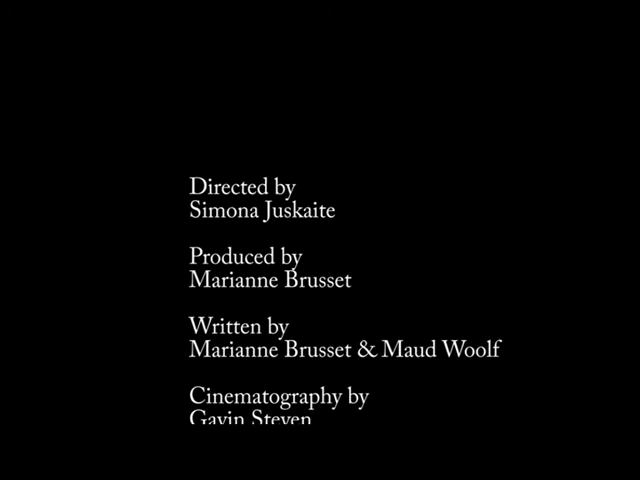 Directed by
Simona Juskaite
Produced by
Marianne Brusset
Written by
Marianne Brusset & Maud Woolf
Cinematography by
Gavin Steven